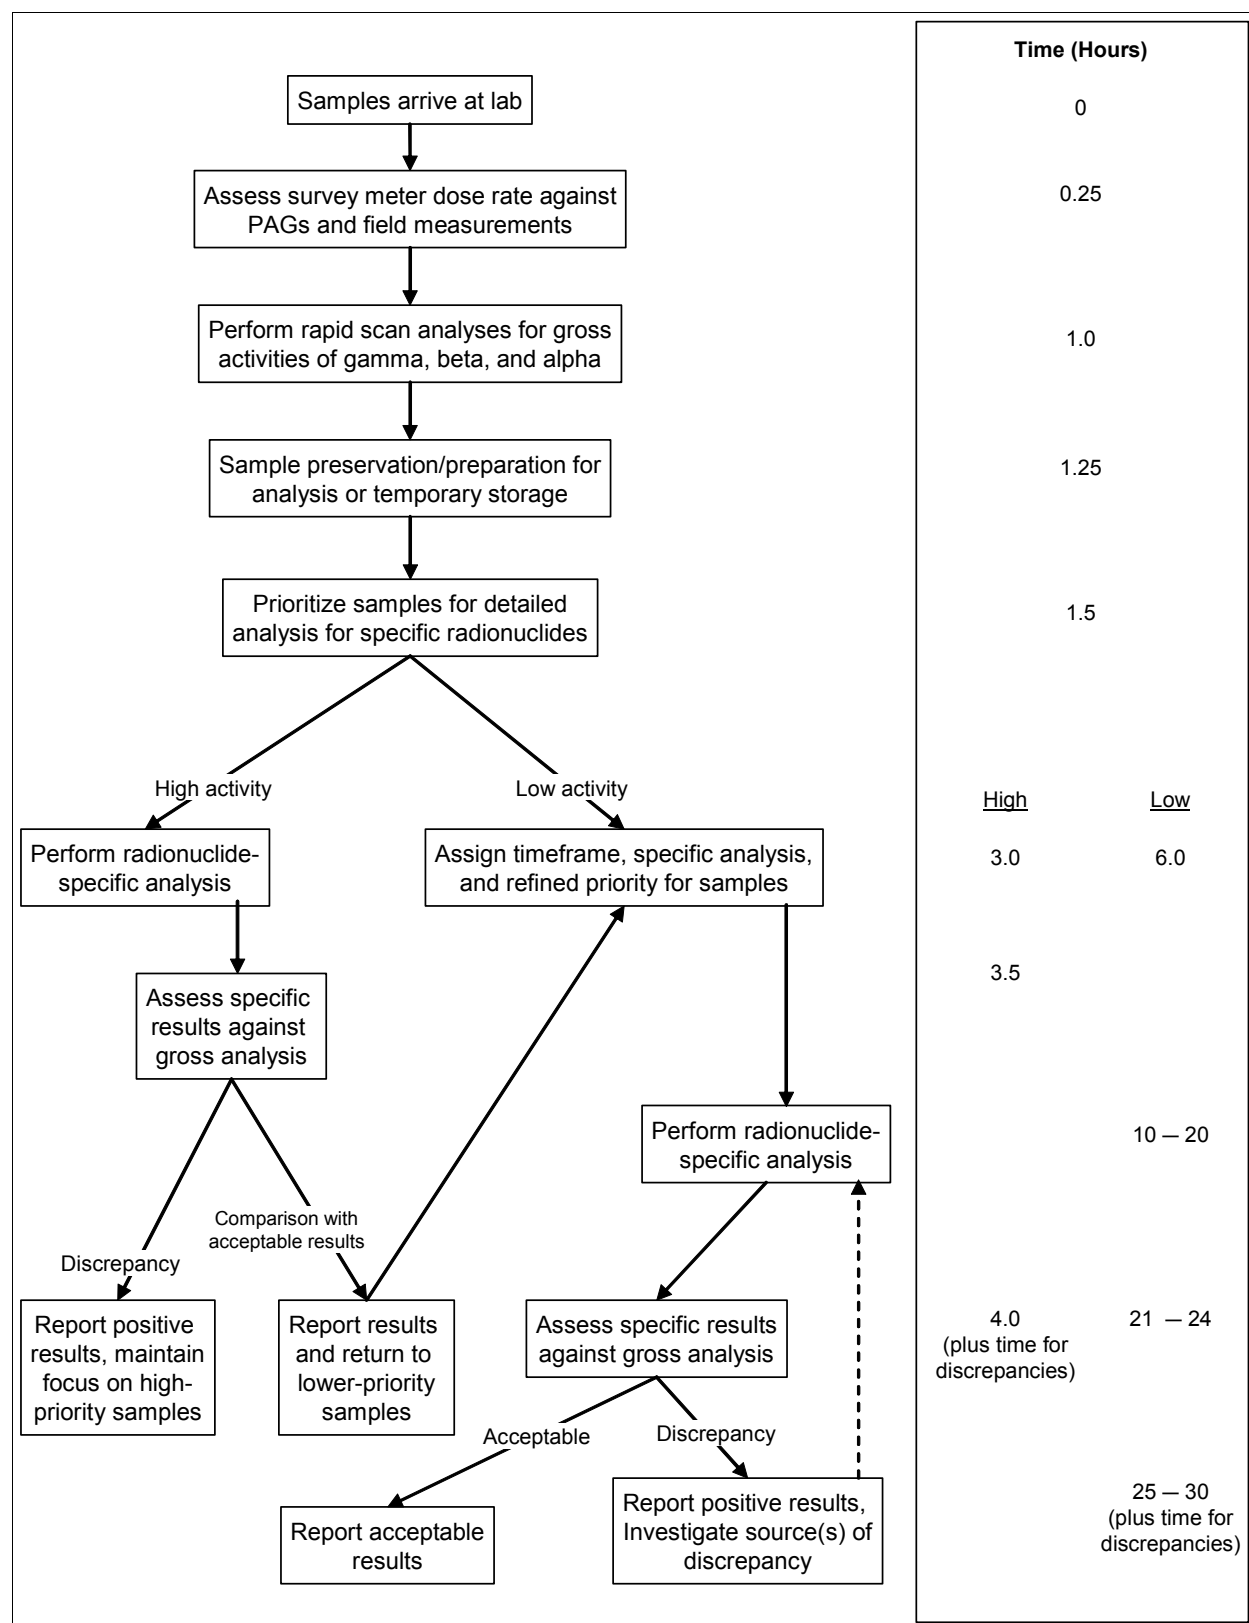 Time (Hours)
Samples arrive at lab
0
Assess survey meter dose rate against
PAGs and field measurements
0.25
Perform rapid scan analyses for gross
activities of gamma, beta, and alpha
1.0
Sample preservation/preparation for
analysis or temporary storage
1.25
Prioritize samples for detailed
analysis for specific radionuclides
1.5
High activity
Low activity
High
Low
Perform radionuclide-
specific analysis
Assign timeframe, specific analysis,
and refined priority for samples
3.0
6.0
Assess specific
results against
gross analysis
3.5
Perform radionuclide-
specific analysis
10 — 20
Comparison with
acceptable results
Discrepancy
Report positive
results, maintain
focus on high-
priority samples
Report results
and return to
lower-priority
samples
Assess specific results
against gross analysis
4.0
(plus time for
discrepancies)
21 — 24
Acceptable
Discrepancy
Report acceptable
results
Report positive results,
Investigate source(s) of
discrepancy
25 — 30
(plus time for
discrepancies)